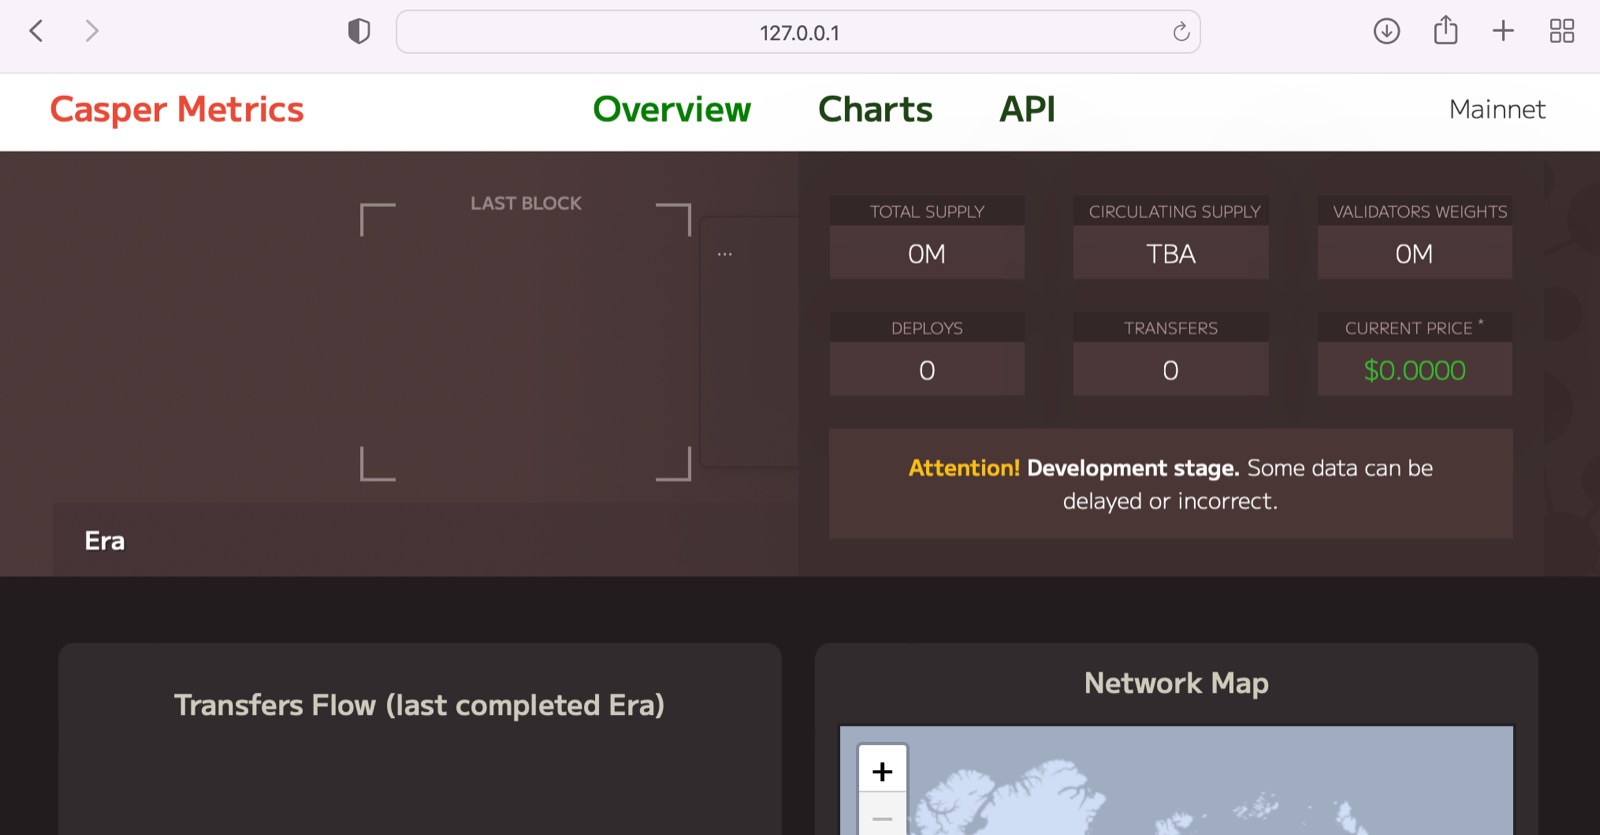 127.0.0.1
Casper Metrics
Overview
Charts
API
Mainnet
LAST BLOCK
...
Era
TOTAL SUPPLY
0M
CIRCULATING SUPPLY
TBA
VALIDATORS WEIGHTS
0M
DEPLOYS
0
TRANSFERS
0
CURRENT PRICE *
$0.0000
Attention! Development stage. Some data can be
delayed or incorrect.
Transfers Flow (last completed Era)
Network Map
+
−